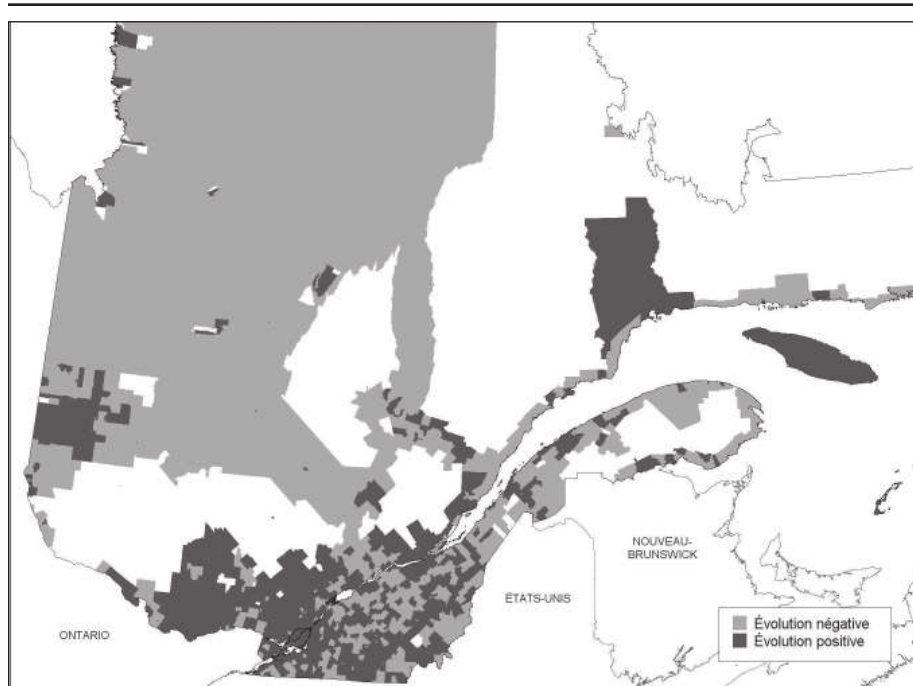 NOUVEAU-
BRUNSWICK
ÉTATS-UNIS
ONTARIO
Évolution négative
Évolution positive